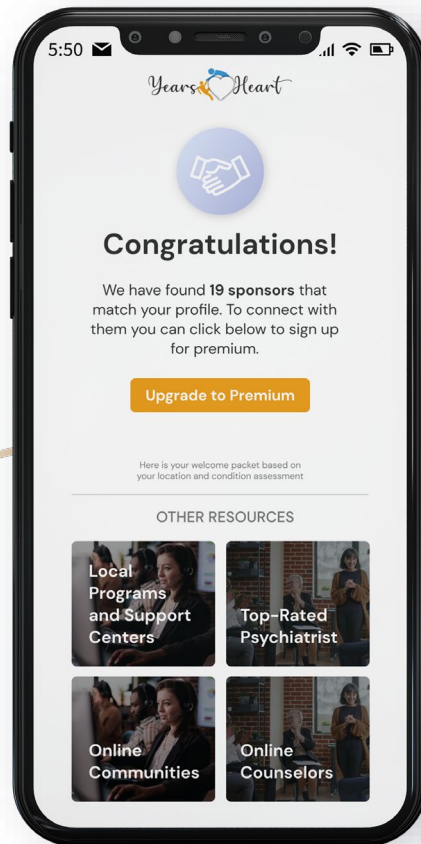 5:50
Years Heart
Congratulations!
We have found 19 sponsors that
match your profile. To connect with
them you can click below to sign up
for premium.
Upgrade to Premium
Here is your welcome packet based on
your location and condition assessment
OTHER RESOURCES
Local
Programs
and Support
Centers
Top-Rated
Psychiatrist
Online
Communities
Online
Counselors